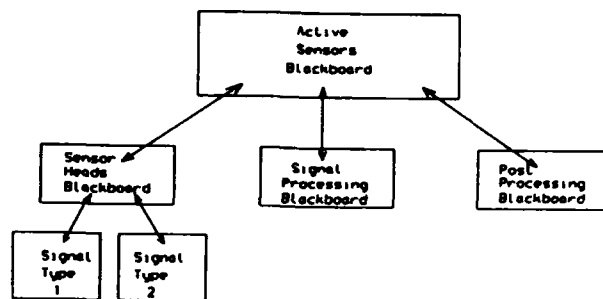 Active
Sensors
Blackboard
Sensor
Heads
Blackboard
Signal
Processing
Blackboard
Post
Processing
Blackboard
Signal
Type
1
Signal
Type
2